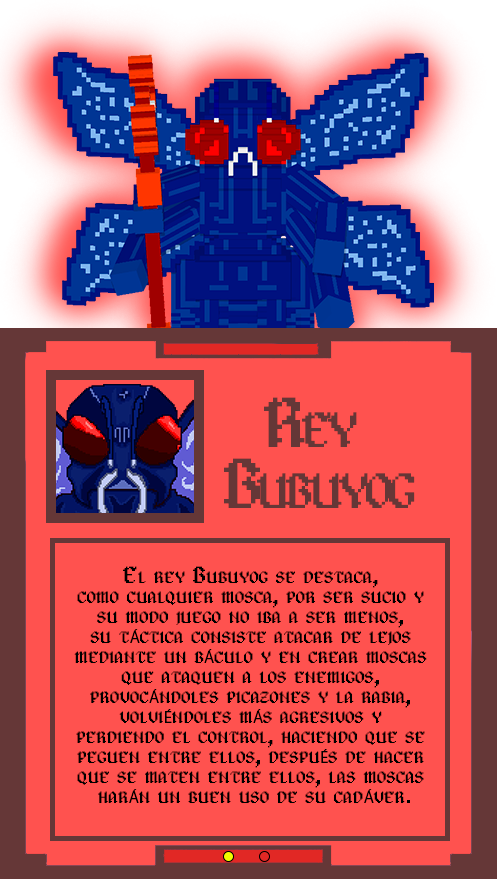 Rey
Bubuyog
El rey Bubuyog se destaca,
como cualquier mosca, por ser sucio y
su modo juego no iba a ser menos,
su táctica consiste atacar de lejos
mediante un báculo y en crear moscas
que ataquen a los enemigos,
provocándoles picazones y la rabia,
volviéndoles más agresivos y
perdiendo el control, haciendo que se
peguen entre ellos, después de hacer
que se maten entre ellos, las moscas
harán un buen uso de su cadáver.